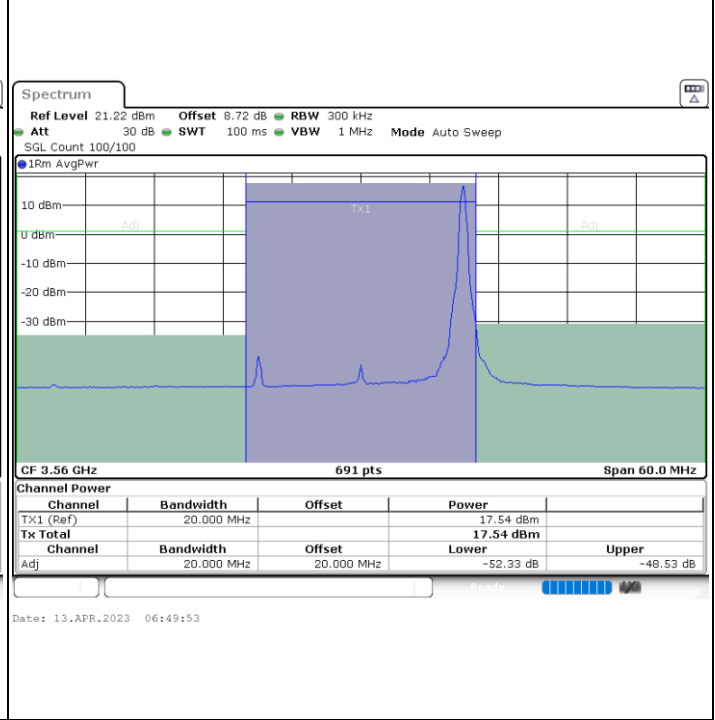 Spectrum
Ref Level 21.22 dBm Offset 8.72 dB RBW 300 kHz
Att 30 dB SWT 100 ms VBW 1 MHz Mode Auto Sweep
SGL Count 100/100
1Rm AvgPwr
10 dBm
TX1
Adj
Adj
0 dBm
-10 dBm
-20 dBm
-30 dBm
CF 3.56 GHz 691 pts Span 60.0 MHz
Channel Power
Channel Bandwidth Offset Power
TX1 (Ref) 20.000 MHz 17.54 dBm
Tx Total 17.54 dBm
Channel Bandwidth Offset Lower Upper
Adj 20.000 MHz 20.000 MHz -52.33 dB -48.53 dB
Ready
Date: 13.APR.2023 06:49:53